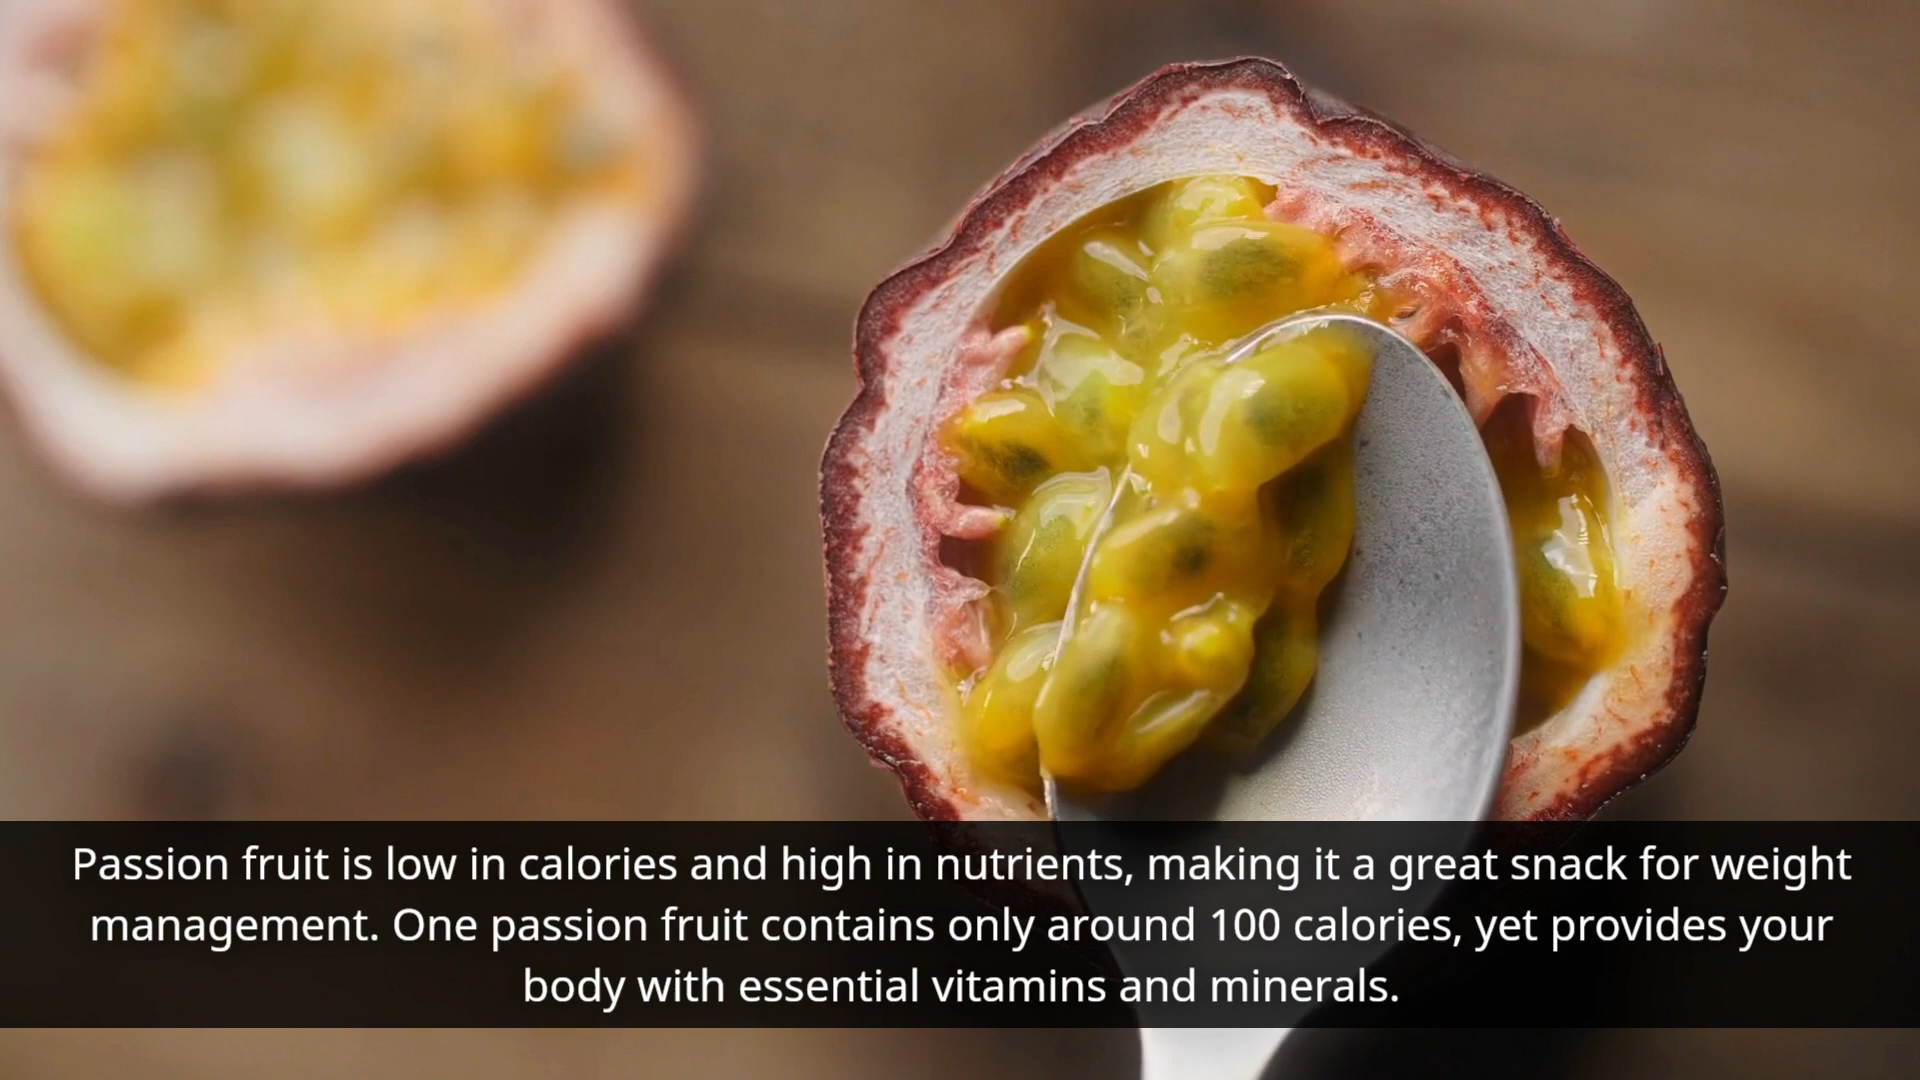 Passion fruit is low in calories and high in nutrients, making it a great snack for weight
management. One passion fruit contains only around 100 calories, yet provides your
body with essential vitamins and minerals.